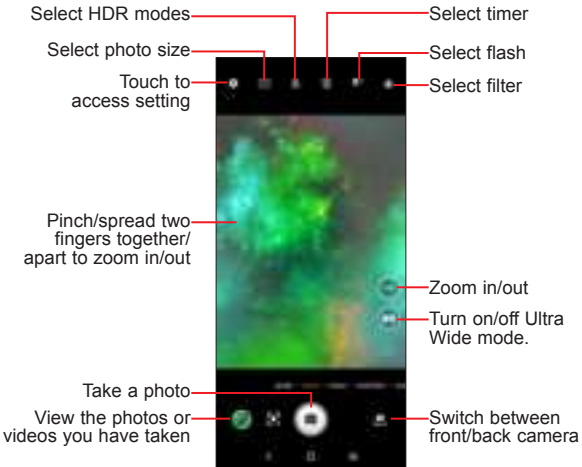 Select HDR modes
Select photo size
Touch to
access setting
Pinch/spread two
fingers together/
apart to zoom in/out
Take a photo
View the photos or
videos you have taken
Select timer
Select flash
Select filter
Zoom in/out
Turn on/off Ultra
Wide mode.
Switch between
front/back camera